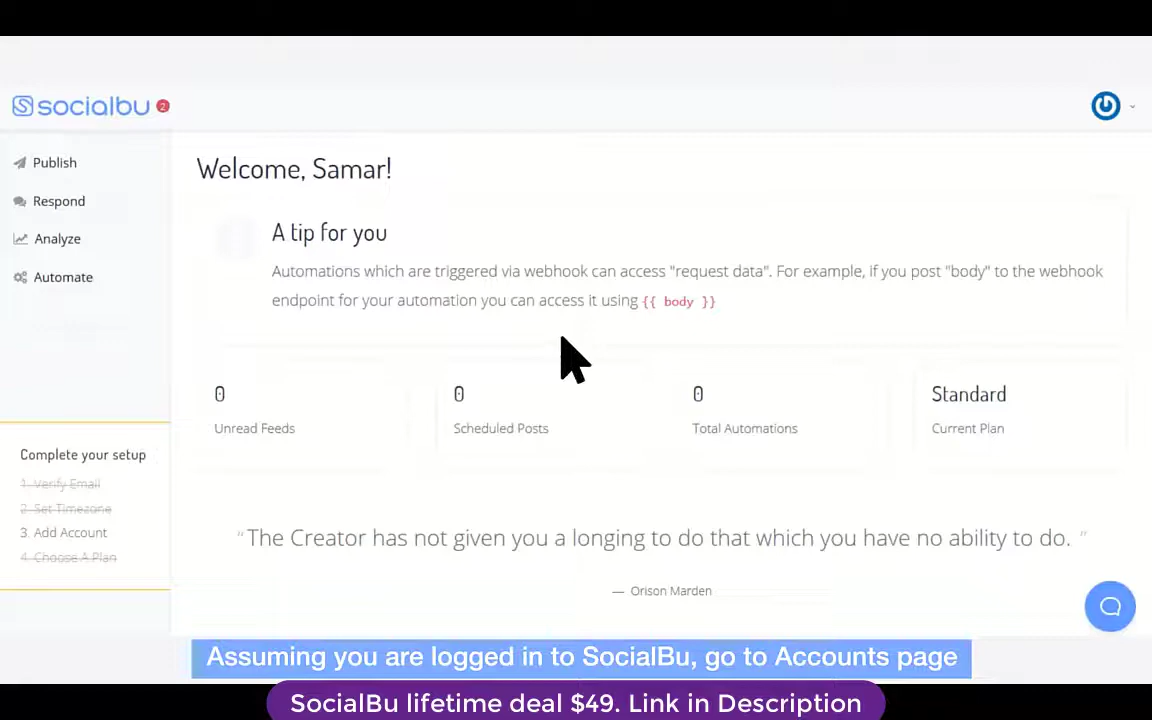 socialbu 2
Publish
Respond
Analyze
Automate
Welcome, Samar!
A tip for you
Automations which are triggered via webhook can access "request data". For example, if you post "body" to the webhook
endpoint for your automation you can access it using {{ body }}
0
Unread Feeds
0
Scheduled Posts
0
Total Automations
Standard
Current Plan
Complete your setup
1. Verify Email
2. Set Timezone
3. Add Account
4. Choose A Plan
“The Creator has not given you a longing to do that which you have no ability to do. ”
— Orison Marden
Assuming you are logged in to SocialBu, go to Accounts page
SocialBu lifetime deal $49. Link in Description